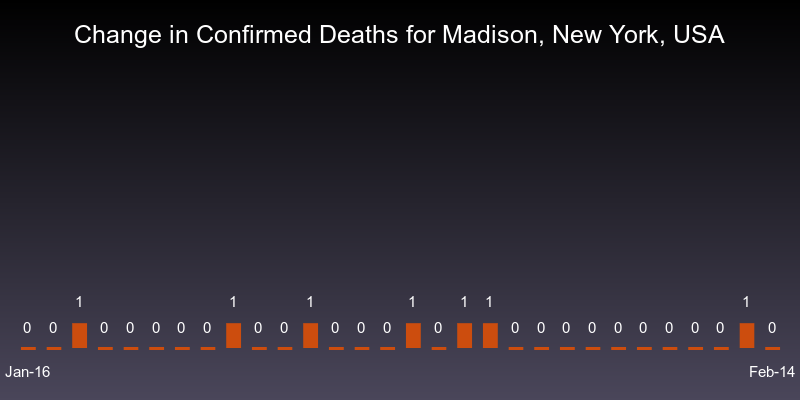 Change in Confirmed Deaths for Madison, New York, USA
1 1 1 1 1 1 1
0 0 0 0 0 0 0 0 0 0 0 0 0 0 0 0 0 0 0 0 0 0 0
Jan-16 Feb-14